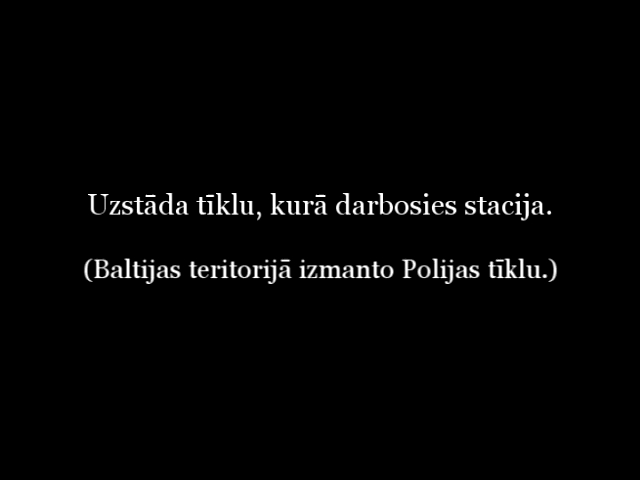 Uzstāda tīklu, kurā darbosies stacija.
(Baltijas teritorijā izmanto Polijas tīklu.)